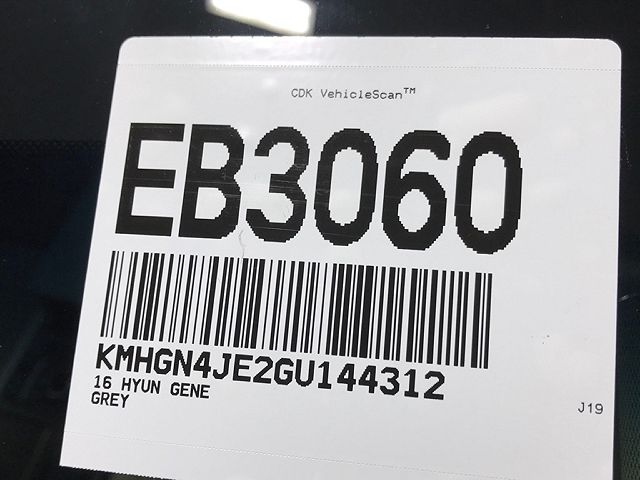 CDK VehicleScan™
EB3060
KMHGN4JE2GU144312
16 HYUN GENE
GREY
J19